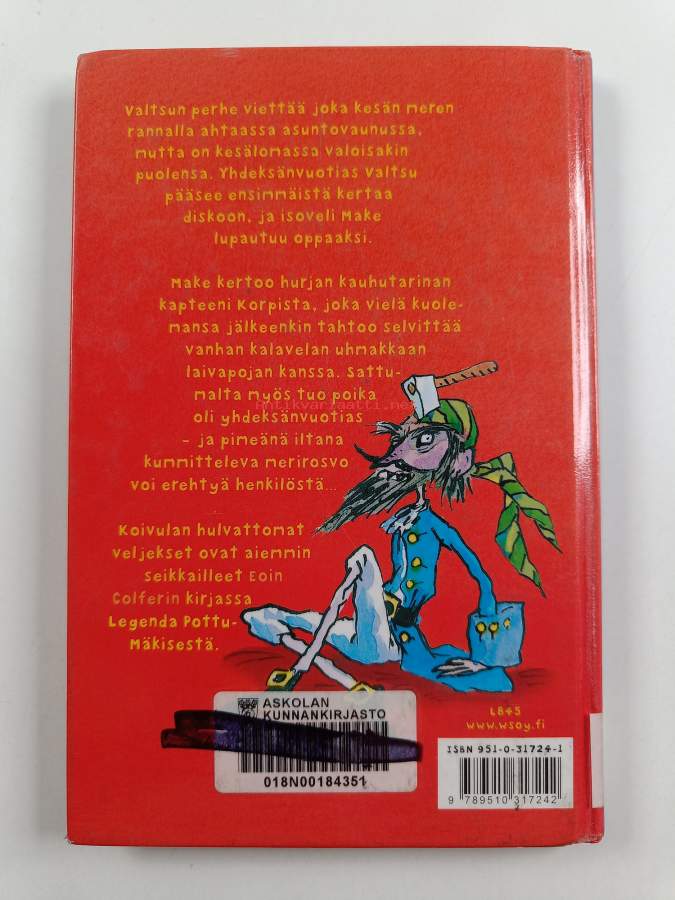 Valtsun perhe viettää joka kesän meren
rannalla ahtaassa asuntovaunussa,
mutta on kesälomassa valoisakin
puolensa. Yhdeksänvuotias Valtsu
pääsee ensimmäistä kertaa
diskoon, ja isoveli Make
lupautuu oppaaksi.
Make kertoo hurjan kauhutarinan
kapteeni Korpista, joka vielä kuole-
mansa jälkeenkin tahtoo selvittää
vanhan kalavelan uhmakkaan
laivapojan kanssa. Sattu-
malta myös tuo poika
Antikvariaatti.net
oli yhdeksänvuotias
– ja pimeänä iltana
kummitteleva merirosvo
voi erehtyä henkilöstä...
Koivulan hulvattomat
veljekset ovat aiemmin
seikkailleet Eoin
Colferin kirjassa
Legenda Pottu-
Mäkisestä.
ASKOLAN
KUNNANKIRJASTO
018N00184351
L84.5
www.wsoy.fi
ISBN 951-0-31724-1
9 789510 317242